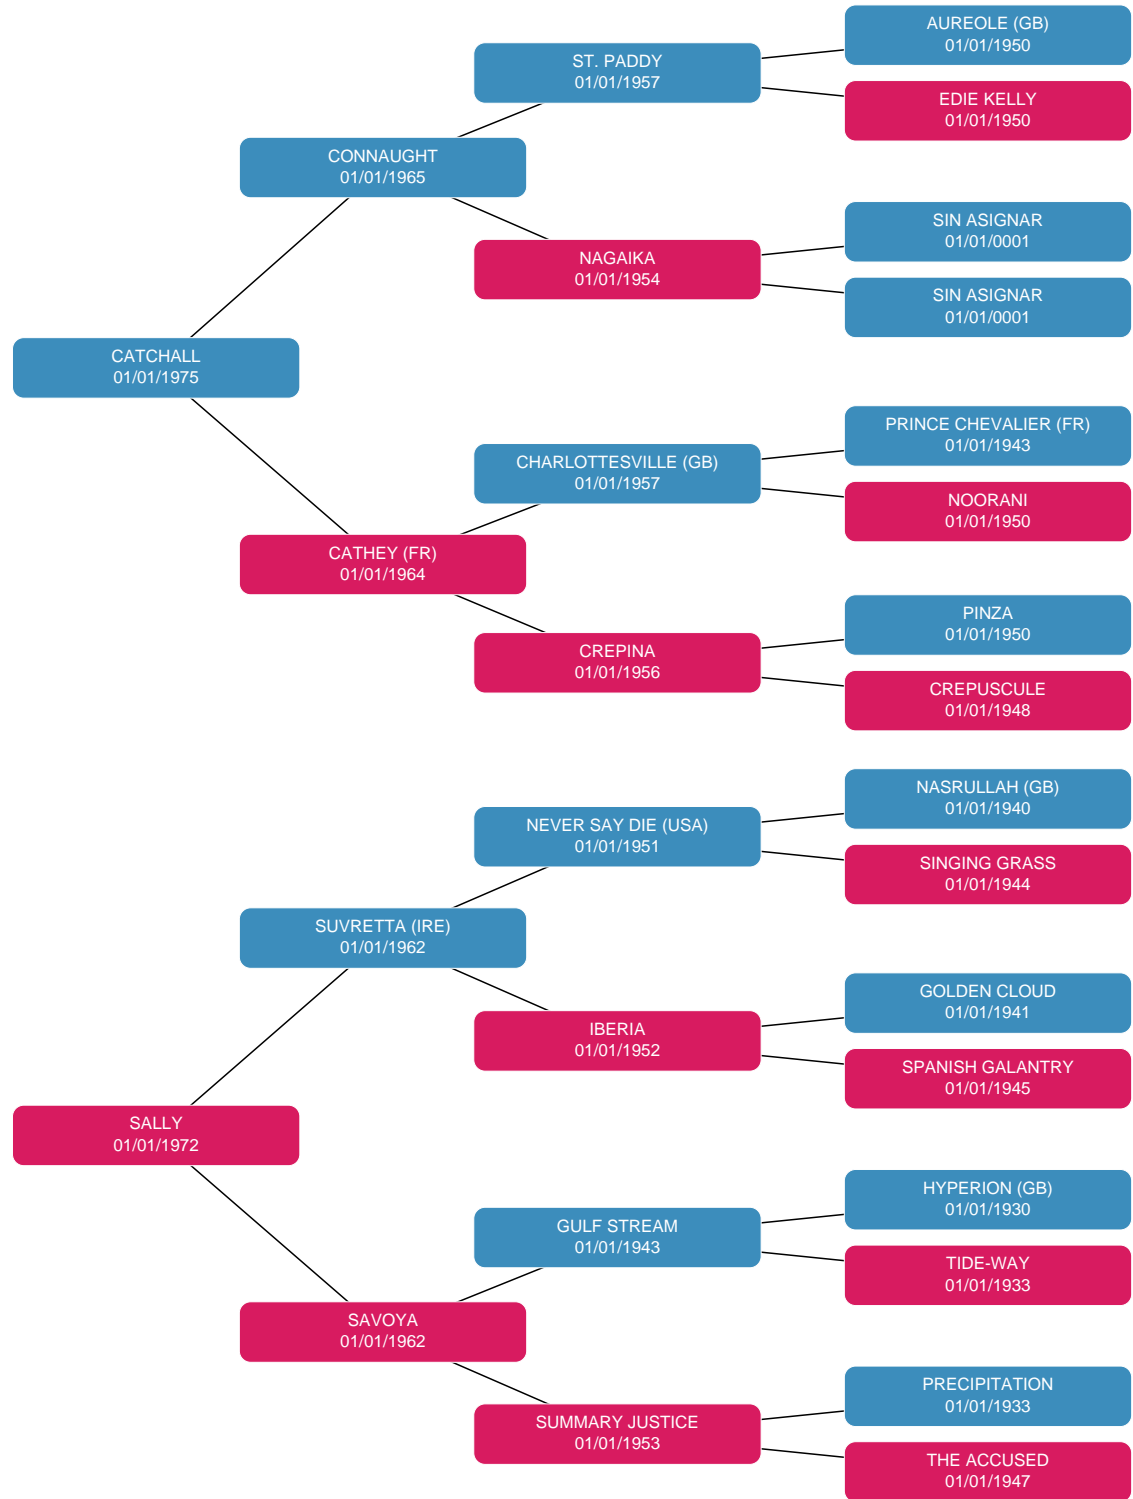 AUREOLE (GB)
01/01/1950
ST. PADDY
01/01/1957
EDIE KELLY
01/01/1950
CONNAUGHT
01/01/1965
SIN ASIGNAR
01/01/0001
NAGAIKA
01/01/1954
SIN ASIGNAR
01/01/0001
CATCHALL
01/01/1975
PRINCE CHEVALIER (FR)
01/01/1943
CHARLOTTESVILLE (GB)
01/01/1957
NOORANI
01/01/1950
CATHEY (FR)
01/01/1964
PINZA
01/01/1950
CREPINA
01/01/1956
CREPUSCULE
01/01/1948
NASRULLAH (GB)
01/01/1940
NEVER SAY DIE (USA)
01/01/1951
SINGING GRASS
01/01/1944
SUVRETTA (IRE)
01/01/1962
GOLDEN CLOUD
01/01/1941
IBERIA
01/01/1952
SPANISH GALANTRY
01/01/1945
SALLY
01/01/1972
HYPERION (GB)
01/01/1930
GULF STREAM
01/01/1943
TIDE-WAY
01/01/1933
SAVOYA
01/01/1962
PRECIPITATION
01/01/1933
SUMMARY JUSTICE
01/01/1953
THE ACCUSED
01/01/1947